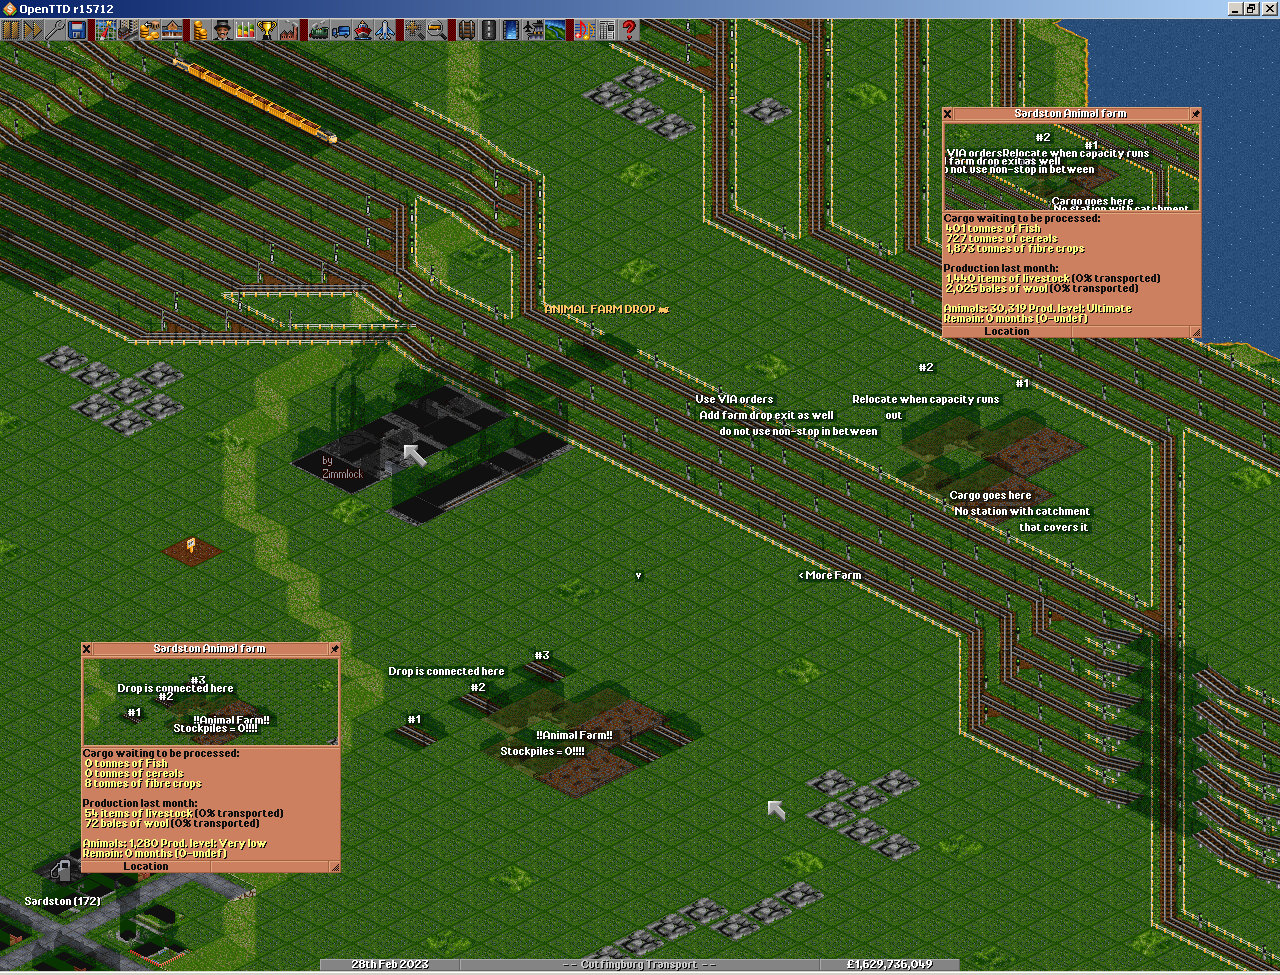 OpenTTD r15712
Sardston Animal farm
#2
#1
VIA ordersRelocate when capacity runs
farm drop exit as well
not use non-stop in between
Cargo goes here
No station with catchment
Cargo waiting to be processed:
401 tonnes of Fish
727 tonnes of cereals
1,873 tonnes of fibre crops
Production last month:
1,440 items of livestock (0% transported)
2,025 bales of wool (0% transported)
Animals: 30,319 Prod. level: Ultimate
Remain: 0 months (0-undef)
Location
ANIMAL FARM DROP
#2
#1
Use VIA orders
Relocate when capacity runs
Add farm drop exit as well
out
do not use non-stop in between
by
Zimmlock
Cargo goes here
No station with catchment
that covers it
v
< More Farm
#3
Drop is connected here
#2
#1
!!Animal Farm!!
Stockpiles = 0!!!!
Sardston Animal farm
#3
Drop is connected here
#2
#1
!!Animal Farm!!
Stockpiles = 0!!!!
Cargo waiting to be processed:
0 tonnes of Fish
0 tonnes of cereals
8 tonnes of fibre crops
Production last month:
54 items of livestock (0% transported)
72 bales of wool (0% transported)
Animals: 1,280 Prod. level: Very low
Remain: 0 months (0-undef)
Location
Sardston (172)
28th Feb 2023
-- Cutfingburg Transport --
£1,629,736,049